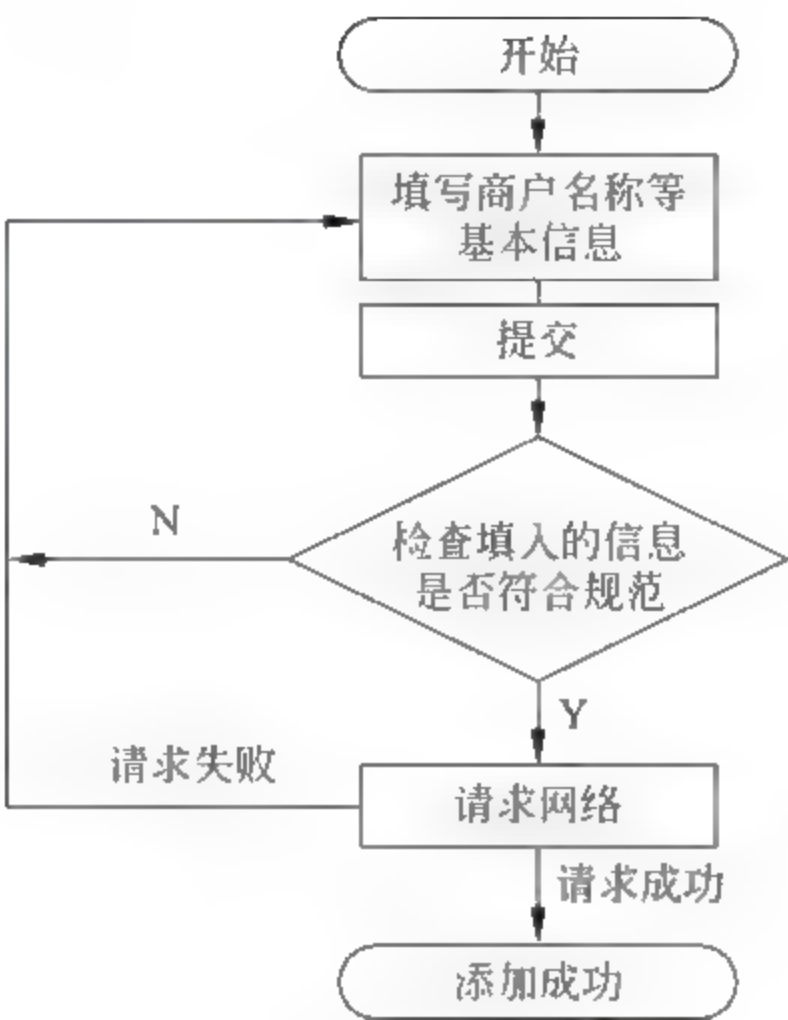 开始
填写商户名称等
基本信息
提交
N
检查填入的信息
是否符合规范
Y
请求失败
请求网络
请求成功
添加成功